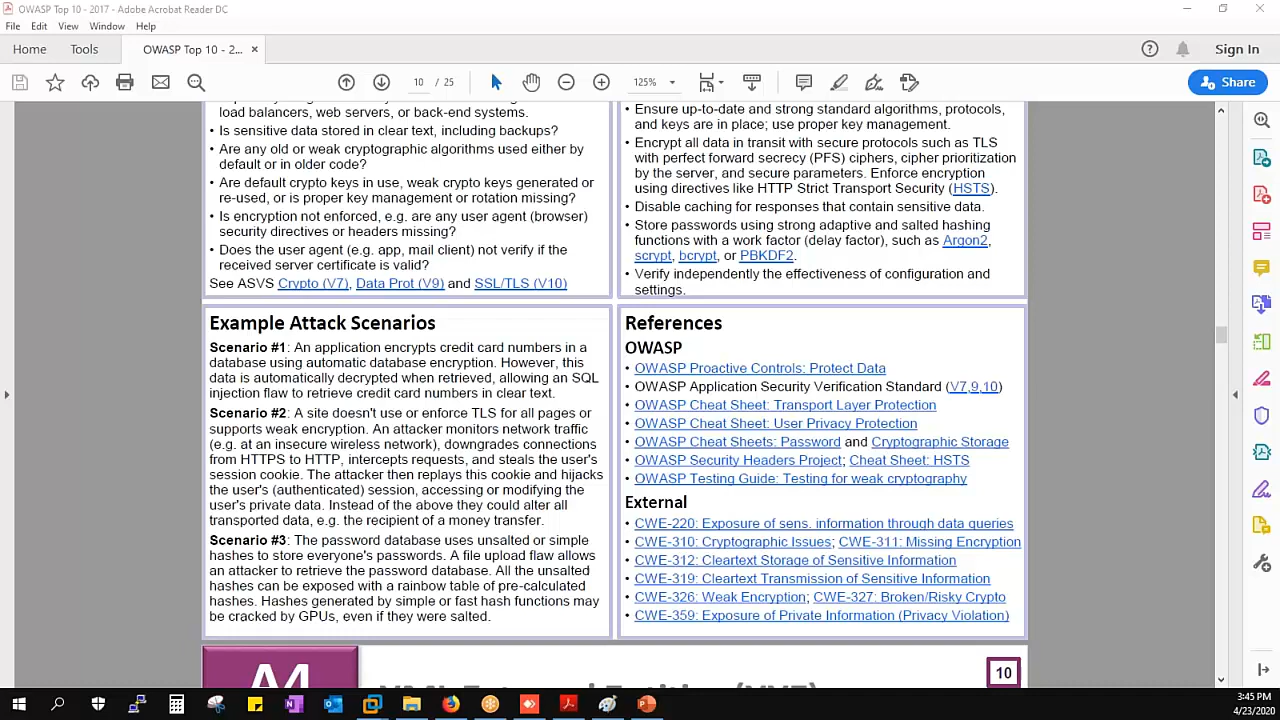 OWASP Top 10 - 2017 - Adobe Acrobat Reader DC
File Edit View Window Help
Home Tools OWASP Top 10 - 2... × Sign In
10 / 25 125% Share
load balancers, web servers, or back-end systems.
• Is sensitive data stored in clear text, including backups?
• Are any old or weak cryptographic algorithms used either by
default or in older code?
• Are default crypto keys in use, weak crypto keys generated or
re-used, or is proper key management or rotation missing?
• Is encryption not enforced, e.g. are any user agent (browser)
security directives or headers missing?
• Does the user agent (e.g. app, mail client) not verify if the
received server certificate is valid?
See ASVS Crypto (V7), Data Prot (V9) and SSL/TLS (V10)
• Ensure up-to-date and strong standard algorithms, protocols,
and keys are in place; use proper key management.
• Encrypt all data in transit with secure protocols such as TLS
with perfect forward secrecy (PFS) ciphers, cipher prioritization
by the server, and secure parameters. Enforce encryption
using directives like HTTP Strict Transport Security (HSTS).
• Disable caching for responses that contain sensitive data.
• Store passwords using strong adaptive and salted hashing
functions with a work factor (delay factor), such as Argon2,
scrypt, bcrypt, or PBKDF2.
• Verify independently the effectiveness of configuration and
settings.
Example Attack Scenarios
Scenario #1: An application encrypts credit card numbers in a
database using automatic database encryption. However, this
data is automatically decrypted when retrieved, allowing an SQL
injection flaw to retrieve credit card numbers in clear text.
Scenario #2: A site doesn't use or enforce TLS for all pages or
supports weak encryption. An attacker monitors network traffic
(e.g. at an insecure wireless network), downgrades connections
from HTTPS to HTTP, intercepts requests, and steals the user's
session cookie. The attacker then replays this cookie and hijacks
the user's (authenticated) session, accessing or modifying the
user's private data. Instead of the above they could alter all
transported data, e.g. the recipient of a money transfer.
Scenario #3: The password database uses unsalted or simple
hashes to store everyone's passwords. A file upload flaw allows
an attacker to retrieve the password database. All the unsalted
hashes can be exposed with a rainbow table of pre-calculated
hashes. Hashes generated by simple or fast hash functions may
be cracked by GPUs, even if they were salted.
References
OWASP
• OWASP Proactive Controls: Protect Data
• OWASP Application Security Verification Standard (V7,9,10)
• OWASP Cheat Sheet: Transport Layer Protection
• OWASP Cheat Sheet: User Privacy Protection
• OWASP Cheat Sheets: Password and Cryptographic Storage
• OWASP Security Headers Project; Cheat Sheet: HSTS
• OWASP Testing Guide: Testing for weak cryptography
External
• CWE-220: Exposure of sens. information through data queries
• CWE-310: Cryptographic Issues; CWE-311: Missing Encryption
• CWE-312: Cleartext Storage of Sensitive Information
• CWE-319: Cleartext Transmission of Sensitive Information
• CWE-326: Weak Encryption; CWE-327: Broken/Risky Crypto
• CWE-359: Exposure of Private Information (Privacy Violation)
A4
10
3:45 PM
4/23/2020